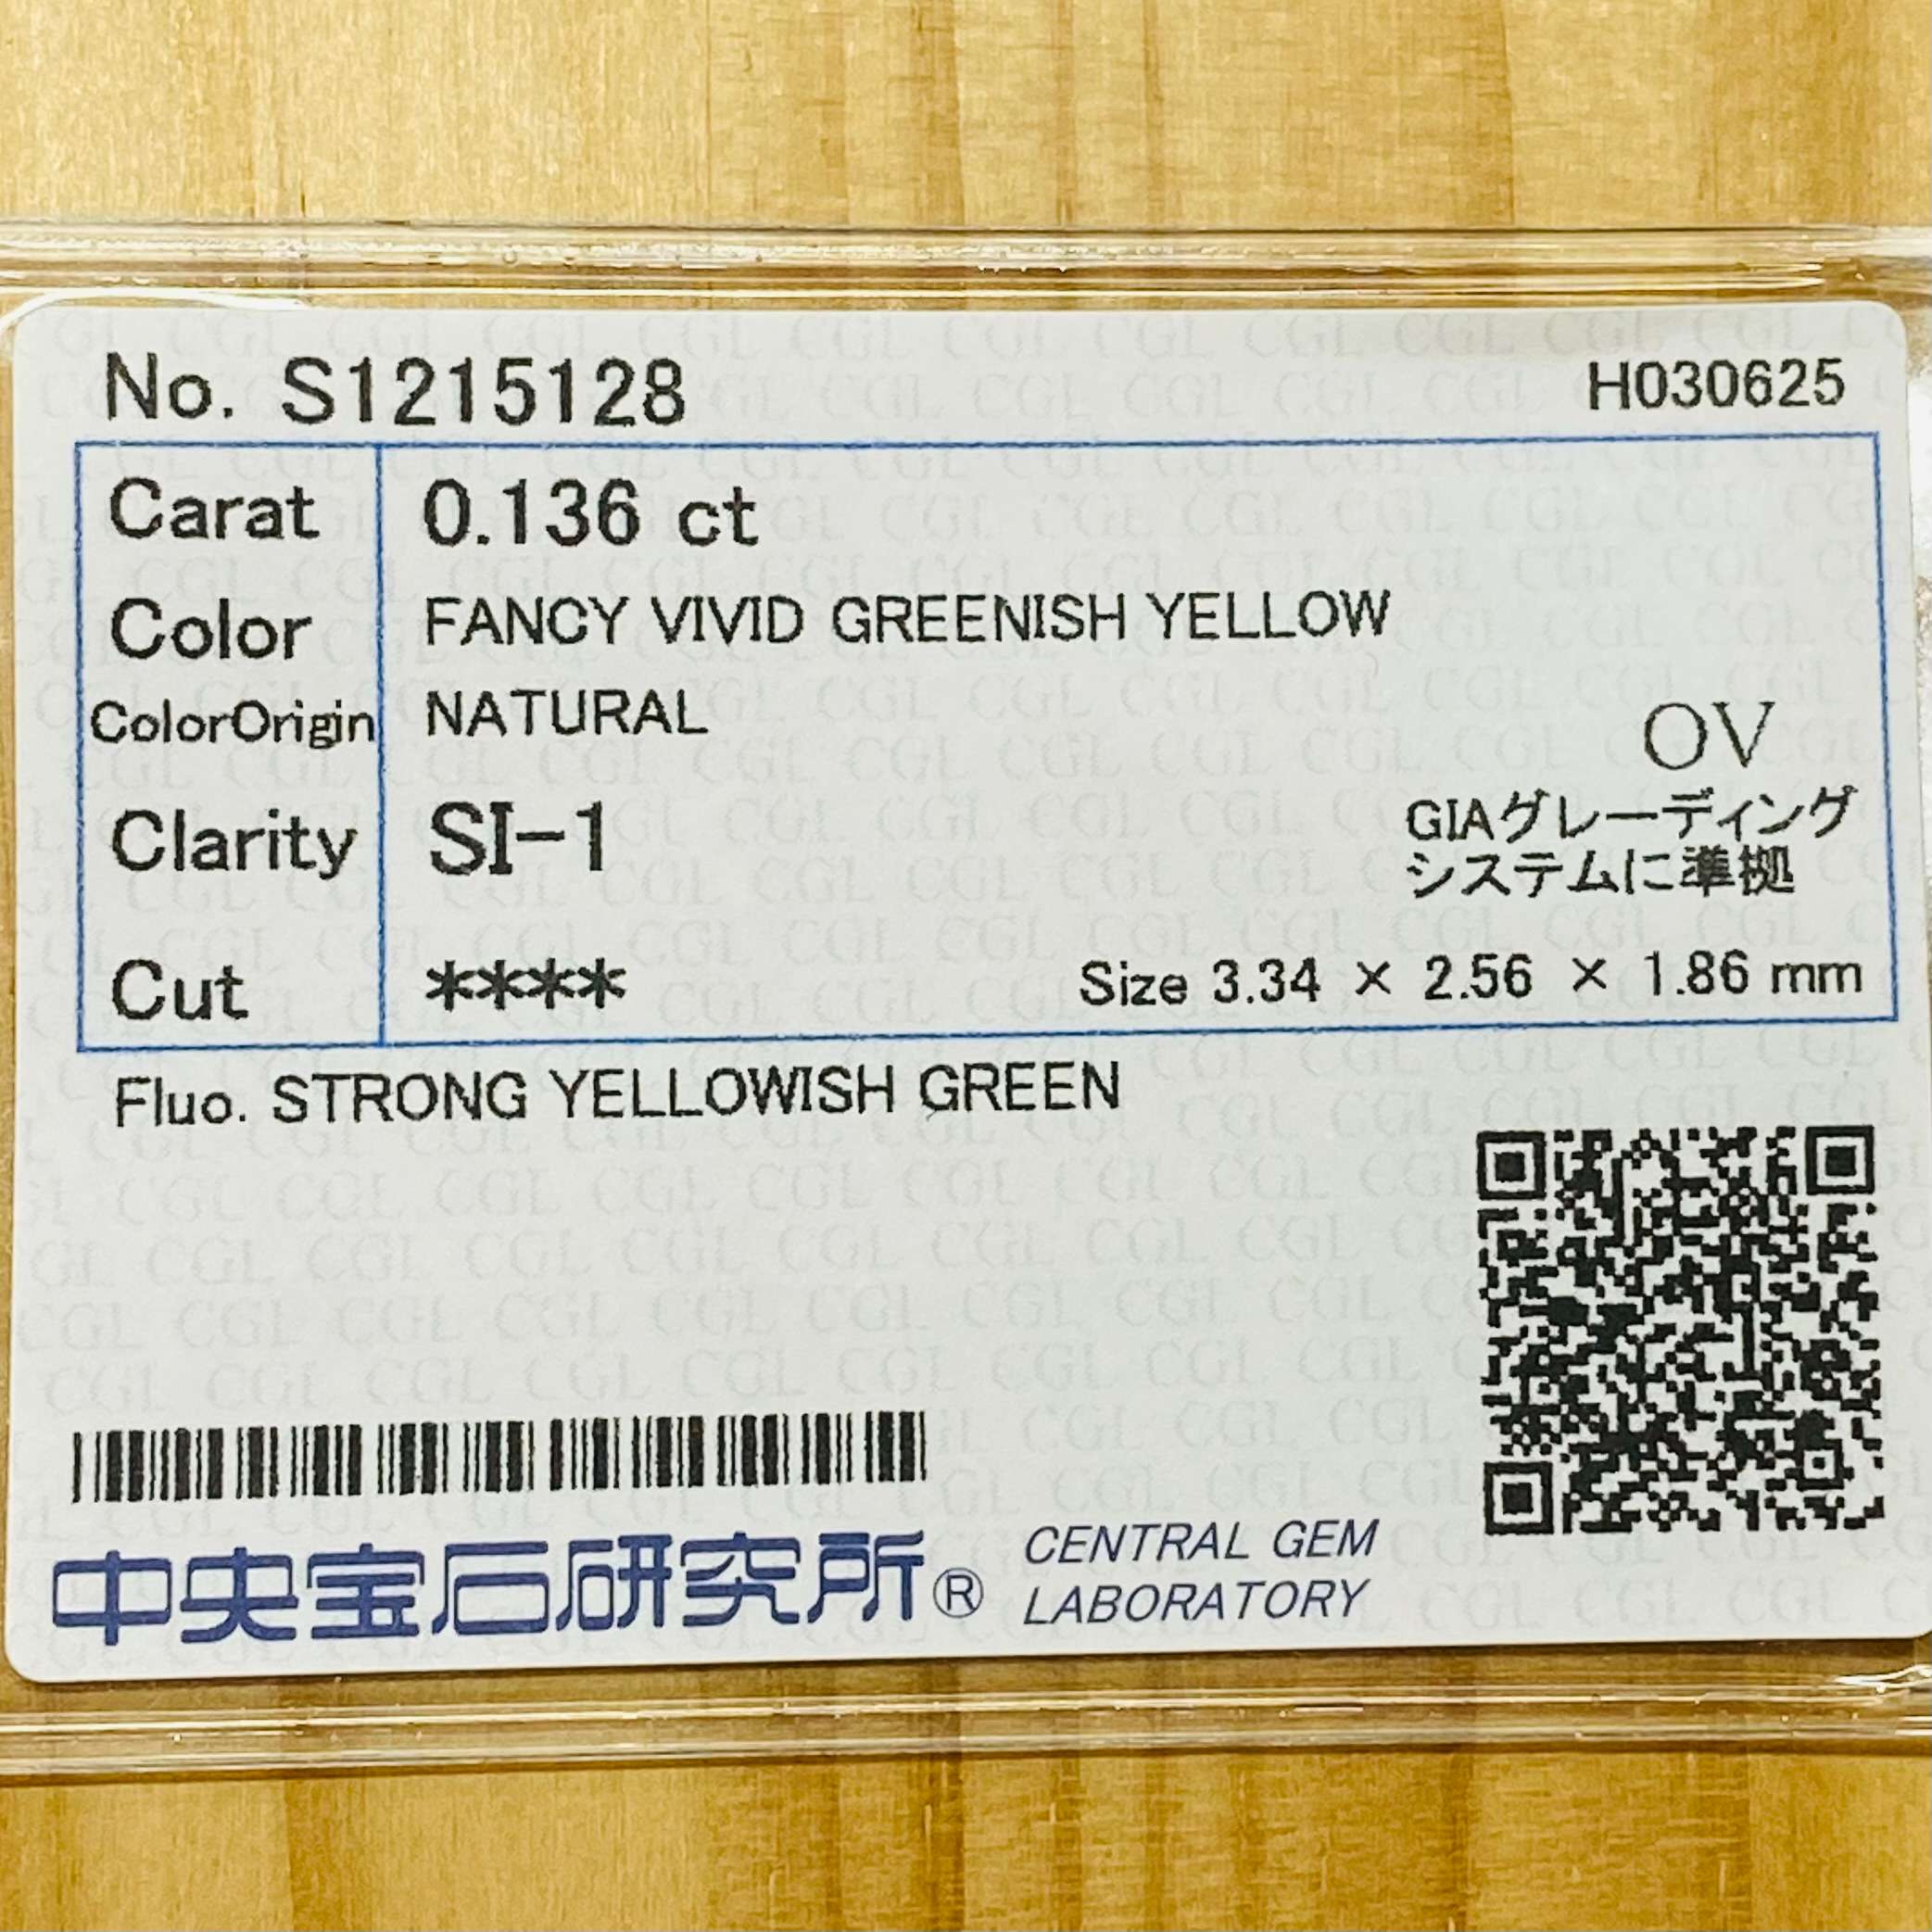 No. S1215128 H030625
Carat 0.136 ct
Color FANCY VIVID GREENISH YELLOW
ColorOrigin NATURAL
OV
Clarity SI-1
GIAグレーディング
システムに準拠
Cut **** Size 3.34 × 2.56 × 1.86 mm
Fluo. STRONG YELLOWISH GREEN
中央宝石研究所® CENTRAL GEM
LABORATORY